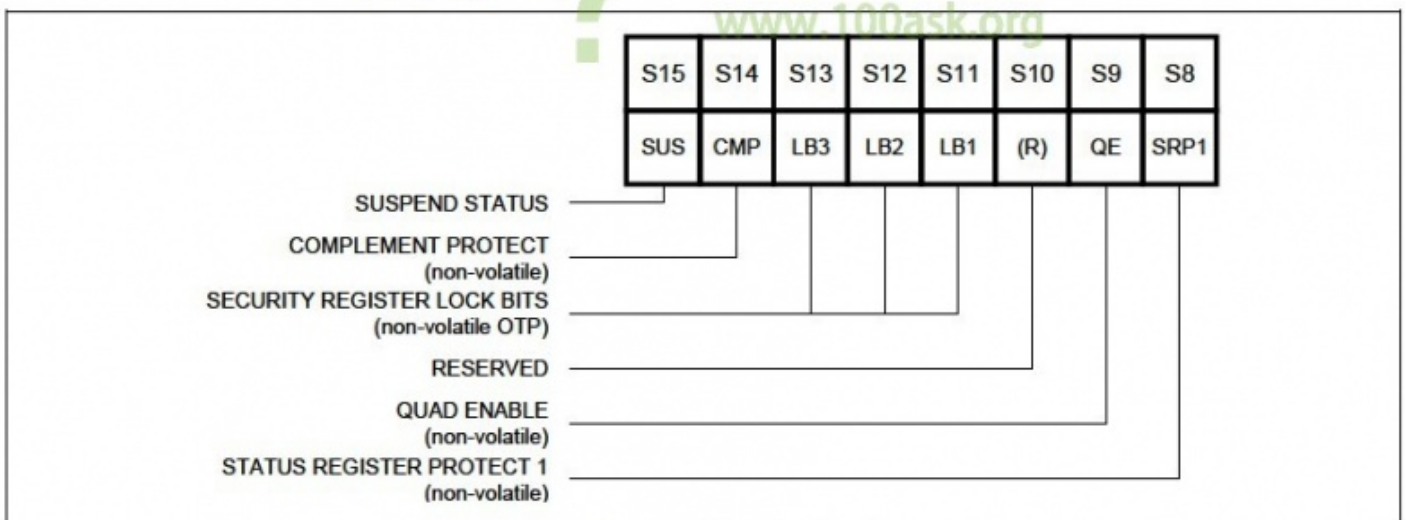 www.100ask.org
S15 S14 S13 S12 S11 S10 S9 S8
SUS CMP LB3 LB2 LB1 (R) QE SRP1
SUSPEND STATUS
COMPLEMENT PROTECT
(non-volatile)
SECURITY REGISTER LOCK BITS
(non-volatile OTP)
RESERVED
QUAD ENABLE
(non-volatile)
STATUS REGISTER PROTECT 1
(non-volatile)